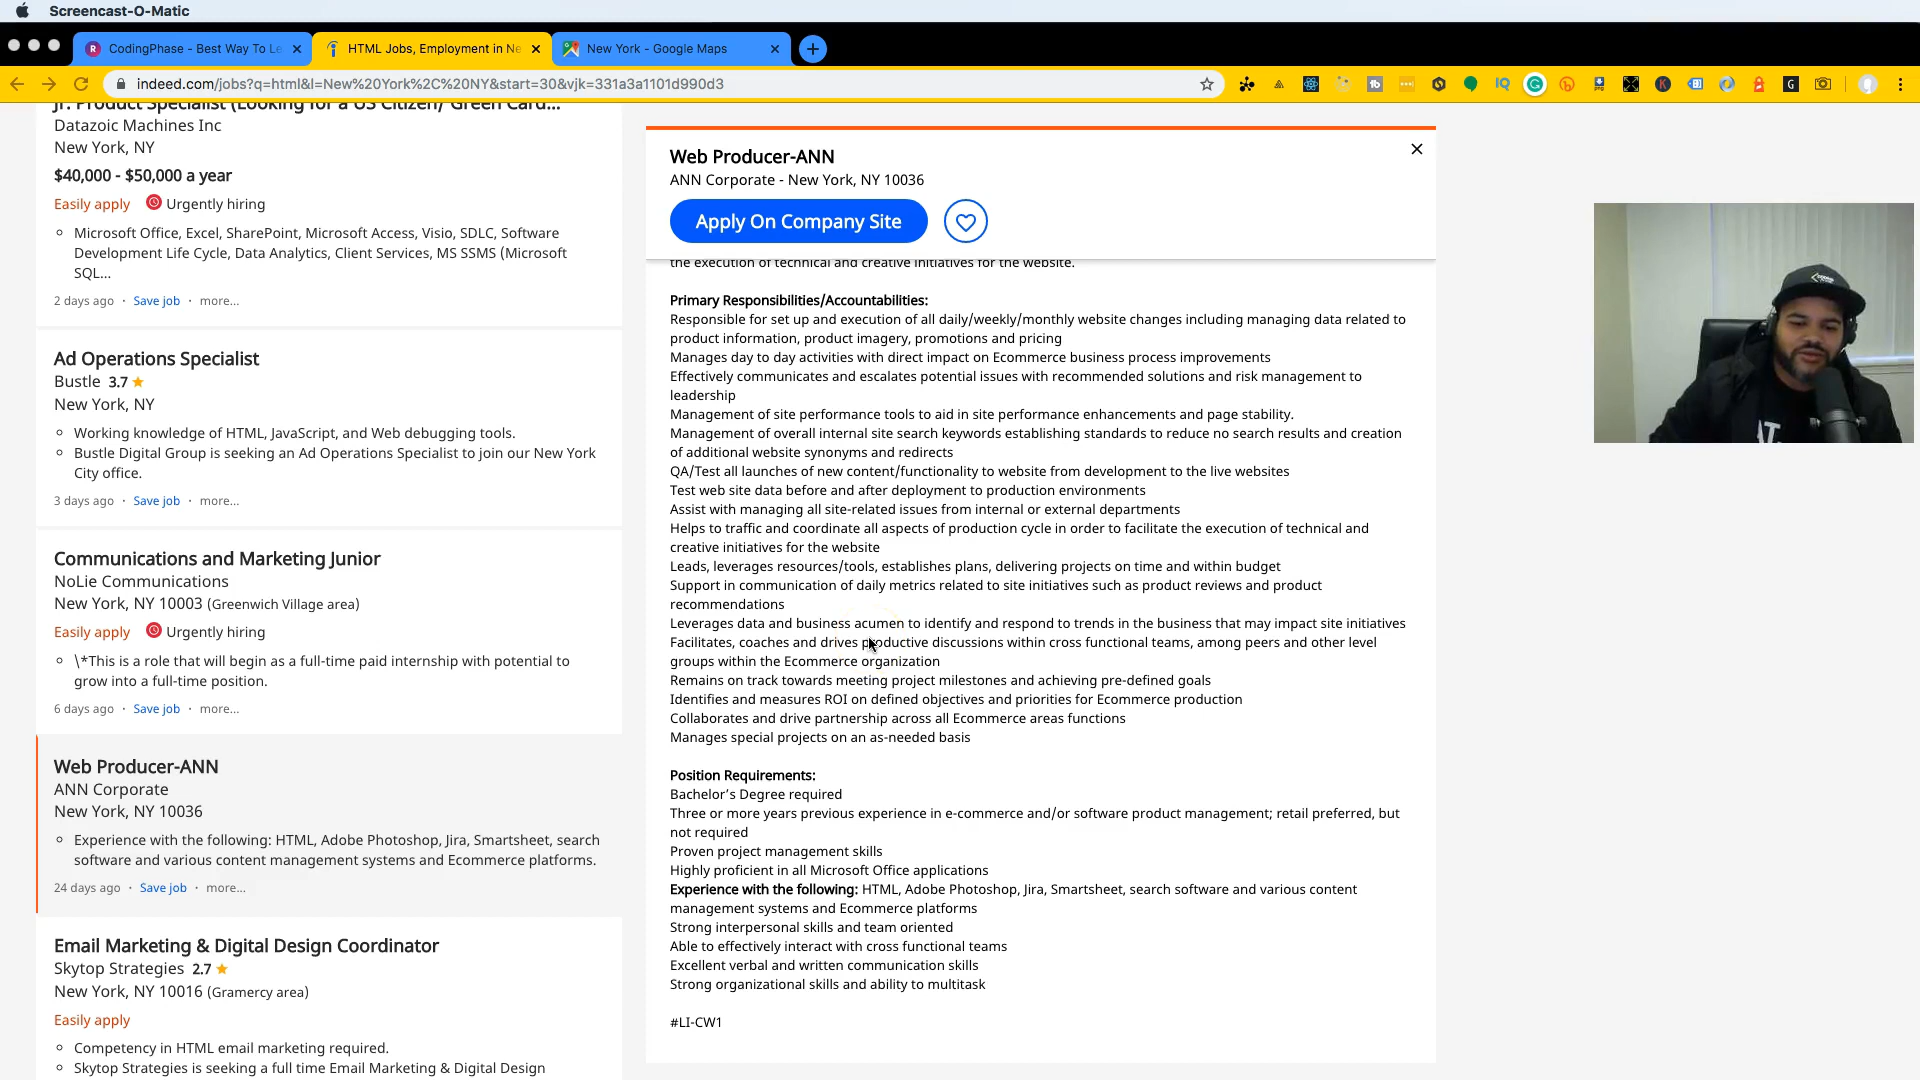 Screencast-O-Matic
CodingPhase - Best Way To Le
HTML Jobs, Employment in Ne
New York - Google Maps
indeed.com/jobs?q=html&l=New%20York%2C%20NY&start=30&vjk=331a3a1101d990d3
Jr. Product Specialist (Looking for a US Citizen/ Green Card...
Datazoic Machines Inc
New York, NY
$40,000 - $50,000 a year
Easily apply Urgently hiring
Microsoft Office, Excel, SharePoint, Microsoft Access, Visio, SDLC, Software
Development Life Cycle, Data Analytics, Client Services, MS SSMS (Microsoft
SQL...
2 days ago · Save job · more...
Ad Operations Specialist
Bustle 3.7
New York, NY
Working knowledge of HTML, JavaScript, and Web debugging tools.
Bustle Digital Group is seeking an Ad Operations Specialist to join our New York
City office.
3 days ago · Save job · more...
Communications and Marketing Junior
NoLie Communications
New York, NY 10003 (Greenwich Village area)
Easily apply Urgently hiring
\*This is a role that will begin as a full-time paid internship with potential to
grow into a full-time position.
6 days ago · Save job · more...
Web Producer-ANN
ANN Corporate
New York, NY 10036
Experience with the following: HTML, Adobe Photoshop, Jira, Smartsheet, search
software and various content management systems and Ecommerce platforms.
24 days ago · Save job · more...
Email Marketing & Digital Design Coordinator
Skytop Strategies 2.7
New York, NY 10016 (Gramercy area)
Easily apply
Competency in HTML email marketing required.
Skytop Strategies is seeking a full time Email Marketing & Digital Design
Web Producer-ANN
ANN Corporate - New York, NY 10036
Apply On Company Site
the execution of technical and creative initiatives for the website.
Primary Responsibilities/Accountabilities:
Responsible for set up and execution of all daily/weekly/monthly website changes including managing data related to
product information, product imagery, promotions and pricing
Manages day to day activities with direct impact on Ecommerce business process improvements
Effectively communicates and escalates potential issues with recommended solutions and risk management to
leadership
Management of site performance tools to aid in site performance enhancements and page stability.
Management of overall internal site search keywords establishing standards to reduce no search results and creation
of additional website synonyms and redirects
QA/Test all launches of new content/functionality to website from development to the live websites
Test web site data before and after deployment to production environments
Assist with managing all site-related issues from internal or external departments
Helps to traffic and coordinate all aspects of production cycle in order to facilitate the execution of technical and
creative initiatives for the website
Leads, leverages resources/tools, establishes plans, delivering projects on time and within budget
Support in communication of daily metrics related to site initiatives such as product reviews and product
recommendations
Leverages data and business acumen to identify and respond to trends in the business that may impact site initiatives
Facilitates, coaches and drives productive discussions within cross functional teams, among peers and other level
groups within the Ecommerce organization
Remains on track towards meeting project milestones and achieving pre-defined goals
Identifies and measures ROI on defined objectives and priorities for Ecommerce production
Collaborates and drive partnership across all Ecommerce areas functions
Manages special projects on an as-needed basis
Position Requirements:
Bachelor's Degree required
Three or more years previous experience in e-commerce and/or software product management; retail preferred, but
not required
Proven project management skills
Highly proficient in all Microsoft Office applications
Experience with the following: HTML, Adobe Photoshop, Jira, Smartsheet, search software and various content
management systems and Ecommerce platforms
Strong interpersonal skills and team oriented
Able to effectively interact with cross functional teams
Excellent verbal and written communication skills
Strong organizational skills and ability to multitask
#LI-CW1